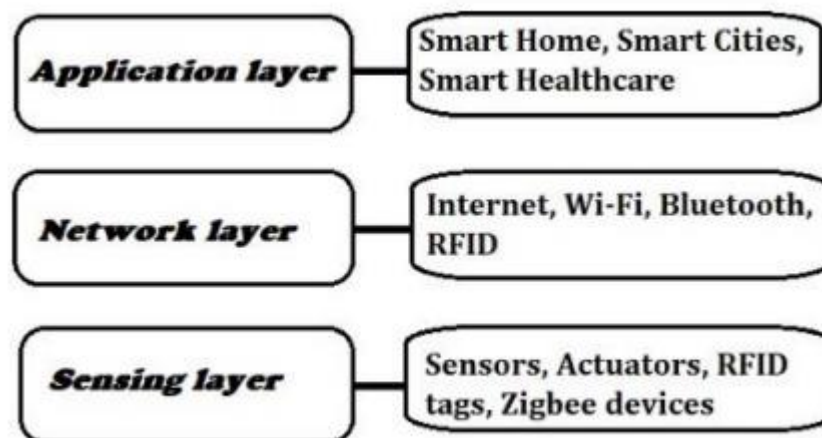 Application layer
Smart Home, Smart Cities,
Smart Healthcare
Network layer
Internet, Wi-Fi, Bluetooth,
RFID
Sensing layer
Sensors, Actuators, RFID
tags, Zigbee devices